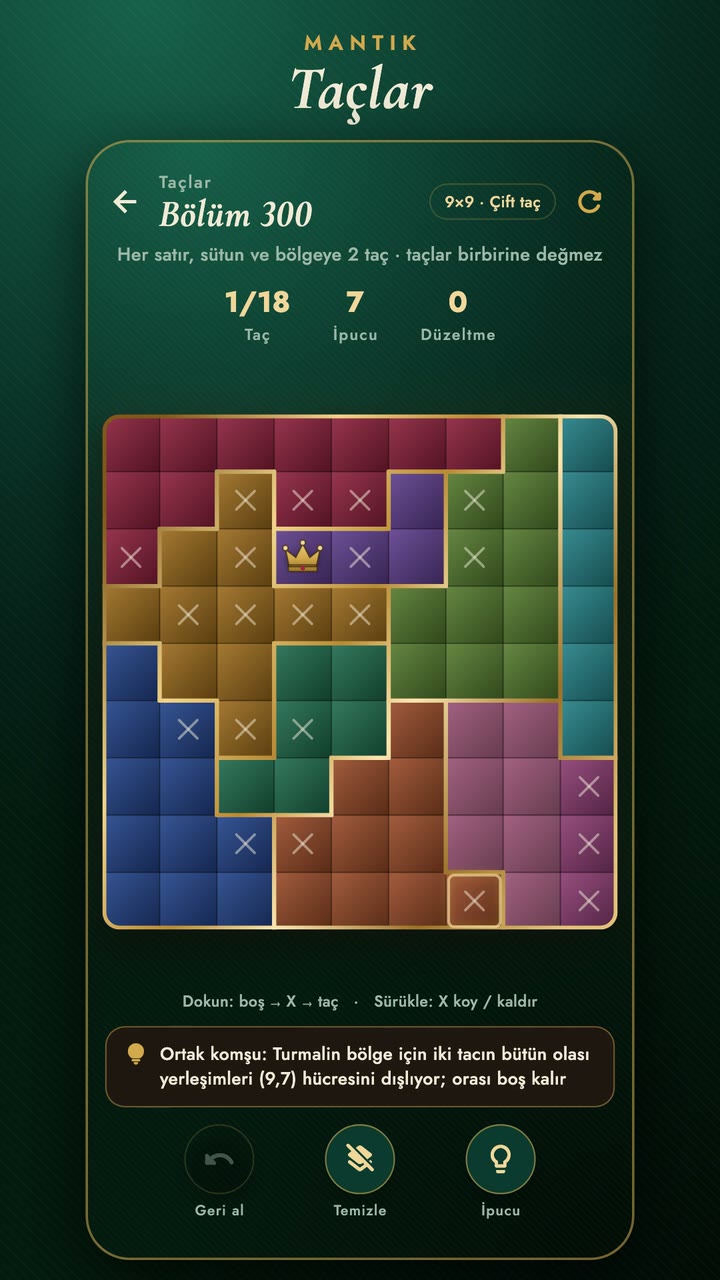 MANTIK
Taçlar
Taçlar
Bölüm 300
9×9 · Çift taç
Her satır, sütun ve bölgeye 2 taç · taçlar birbirine değmez
1/18
7
0
Taç
İpucu
Düzeltme
Dokun: boş → X → taç · Sürükle: X koy / kaldır
Ortak komşu: Turmalin bölge için iki tacın bütün olası
yerleşimleri (9,7) hücresini dışlıyor; orası boş kalır
Geri al
Temizle
İpucu